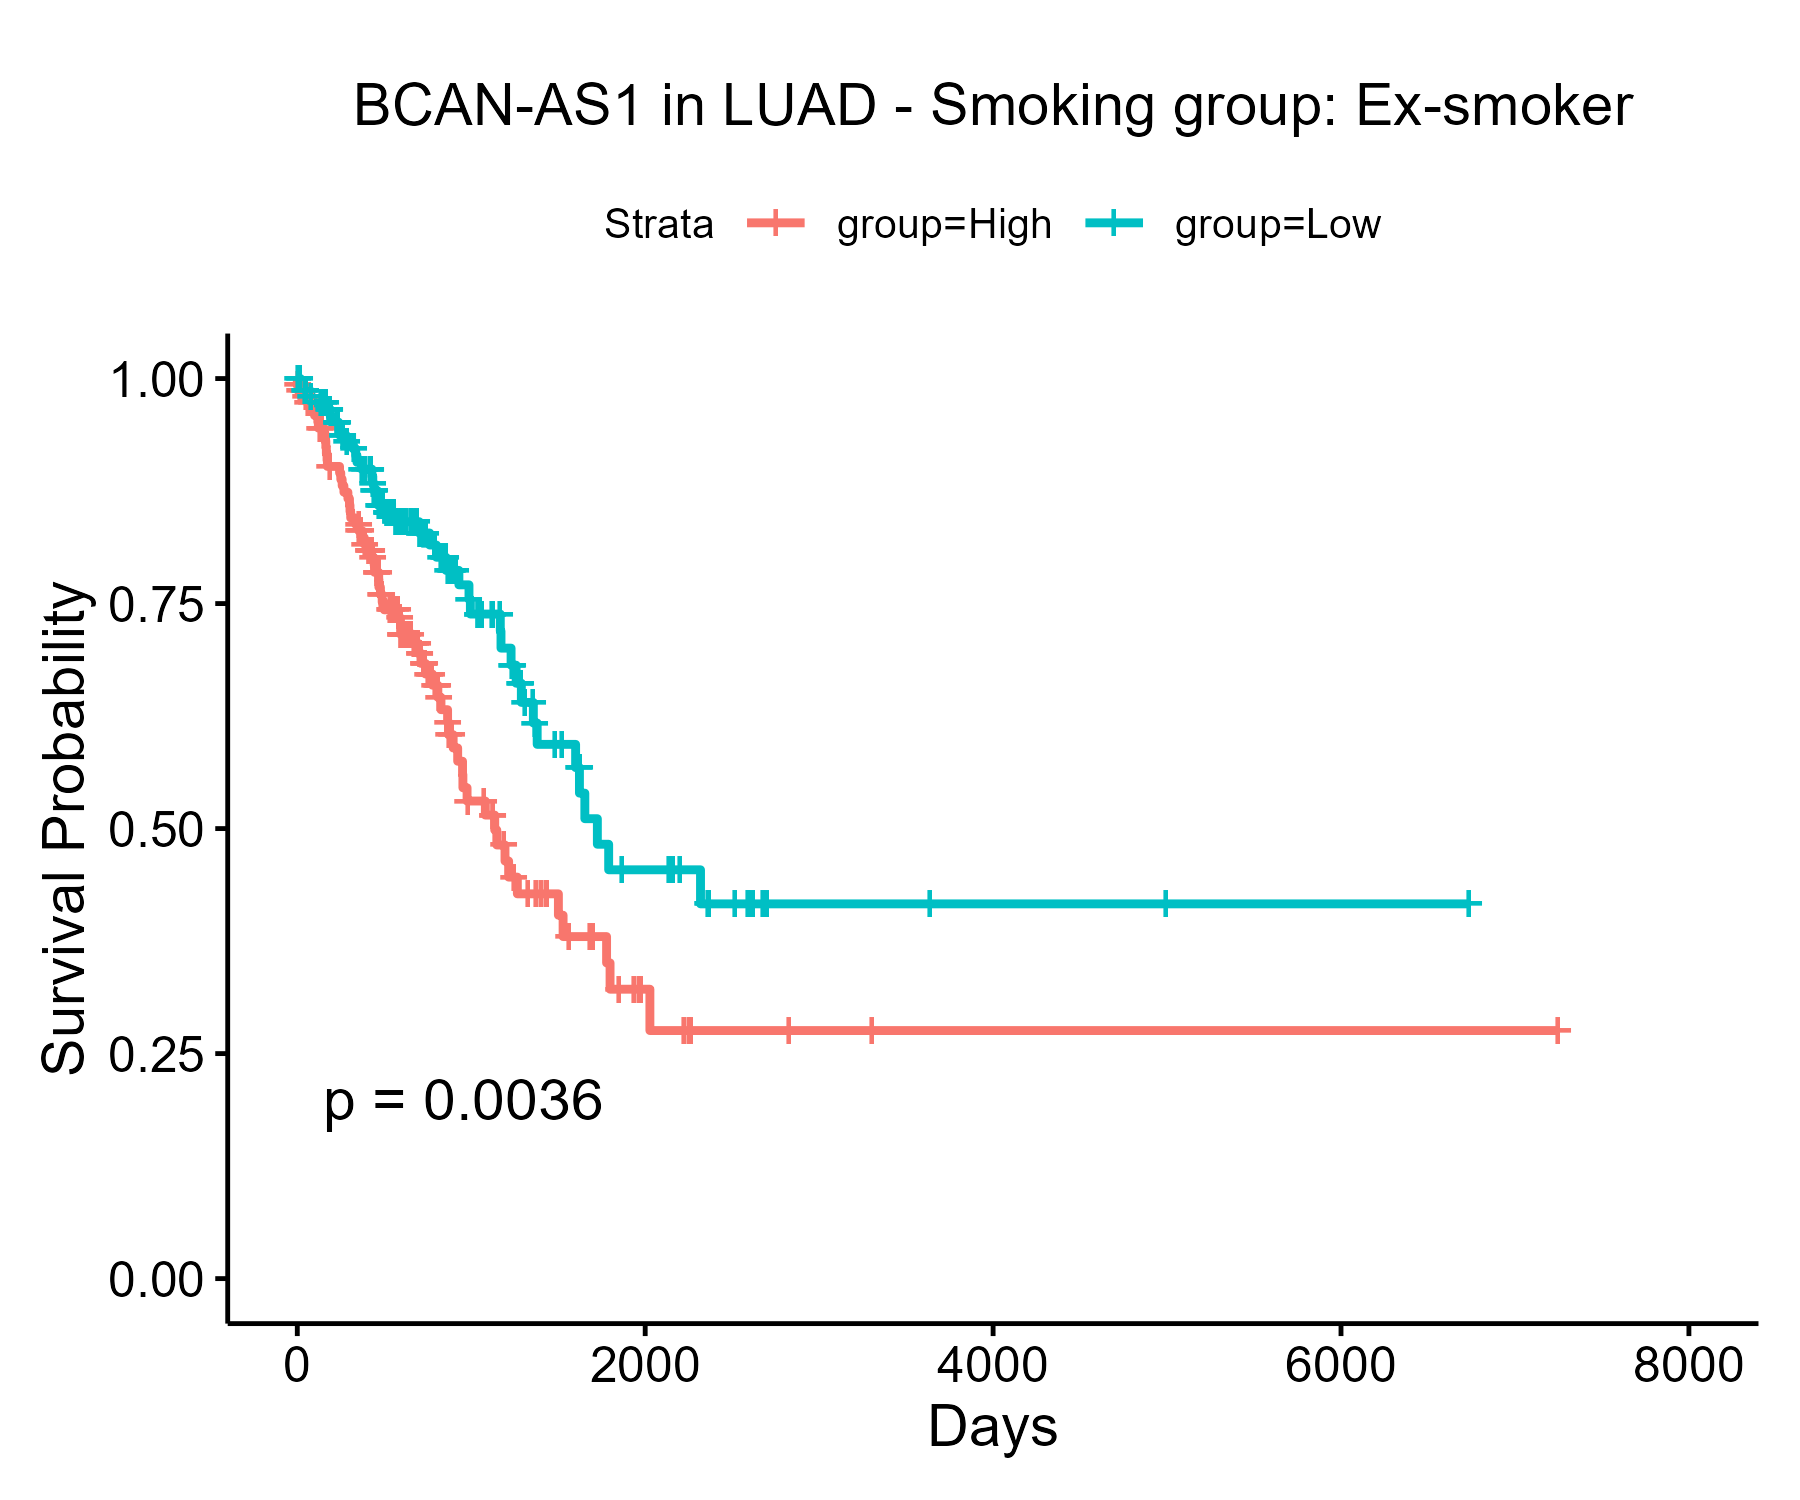 BCAN-AS1 in LUAD - Smoking group: Ex-smoker
Strata group=High group=Low
Survival Probability
1.00
0.75
0.50
0.25
0.00
p = 0.0036
0 2000 4000 6000 8000
Days